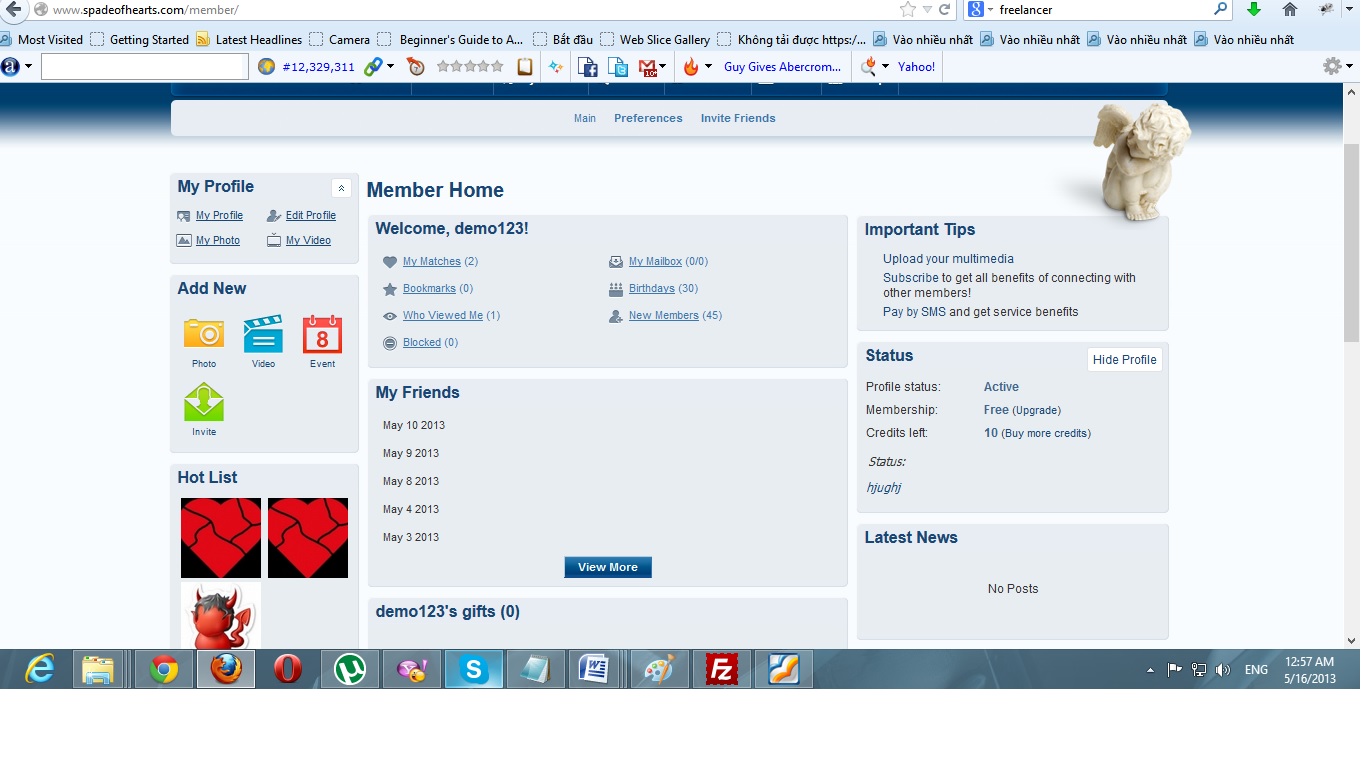 www.spadeofhearts.com/member/
freelancer
Most Visited Getting Started Latest Headlines Camera Beginner's Guide to A... Bắt đầu Web Slice Gallery Không tải được https:/... Vào nhiều nhất Vào nhiều nhất Vào nhiều nhất Vào nhiều nhất
#12,329,311 10+ Guy Gives Abercrom... Yahoo!
Main Preferences Invite Friends
My Profile
My Profile Edit Profile
My Photo My Video
Add New
Photo Video 8 Event
Invite
Hot List
Member Home
Welcome, demo123!
My Matches (2) My Mailbox (0/0)
Bookmarks (0) Birthdays (30)
Who Viewed Me (1) New Members (45)
Blocked (0)
My Friends
May 10 2013
May 9 2013
May 8 2013
May 4 2013
May 3 2013
View More
demo123's gifts (0)
Important Tips
Upload your multimedia
Subscribe to get all benefits of connecting with
other members!
Pay by SMS and get service benefits
Status Hide Profile
Profile status: Active
Membership: Free (Upgrade)
Credits left: 10 (Buy more credits)
Status:
hjughj
Latest News
No Posts
ENG 12:57 AM
5/16/2013